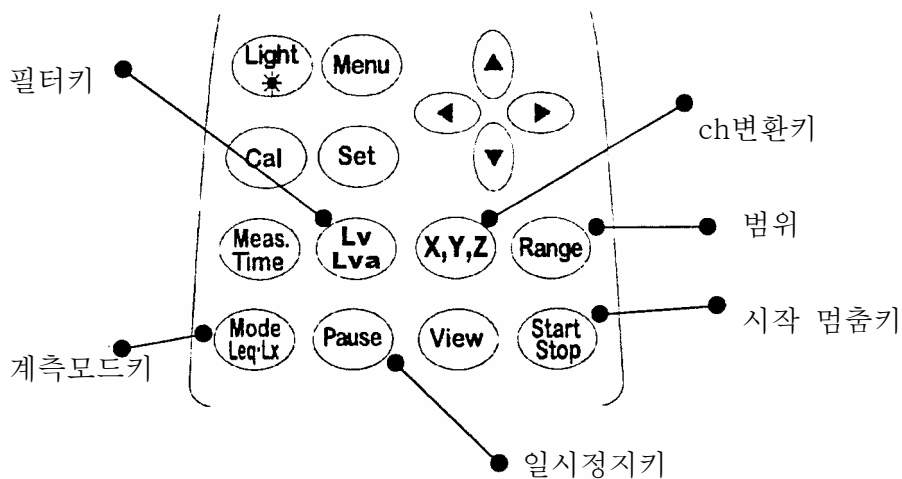 Light
Menu
필터키
ch변환키
Cal
Set
Meas.
Time
Lv
Lva
X,Y,Z
Range
범위
Mode
Leq·Lx
Pause
View
Start
Stop
시작 멈춤키
계측모드키
일시정지키